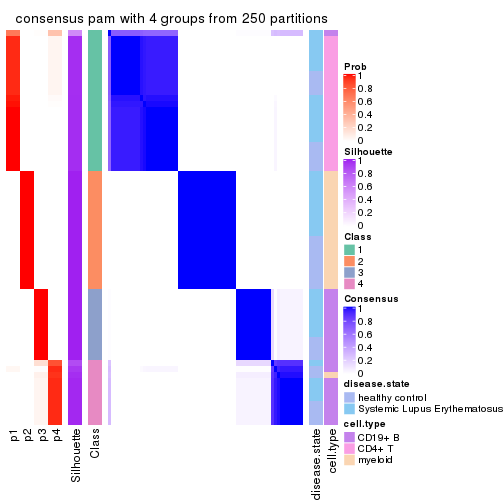 consensus pam with 4 groups from 250 partitions
Prob
1
0.8
0.6
0.4
0.2
0
Silhouette
1
0.8
0.6
0.4
0.2
0
Class
1
2
3
4
Consensus
1
0.8
0.6
0.4
0.2
0
disease.state
healthy control
Systemic Lupus Erythematosus
cell.type
CD19+ B
CD4+ T
myeloid
p1
p2
p3
p4
Silhouette
Class
disease.state
cell.type